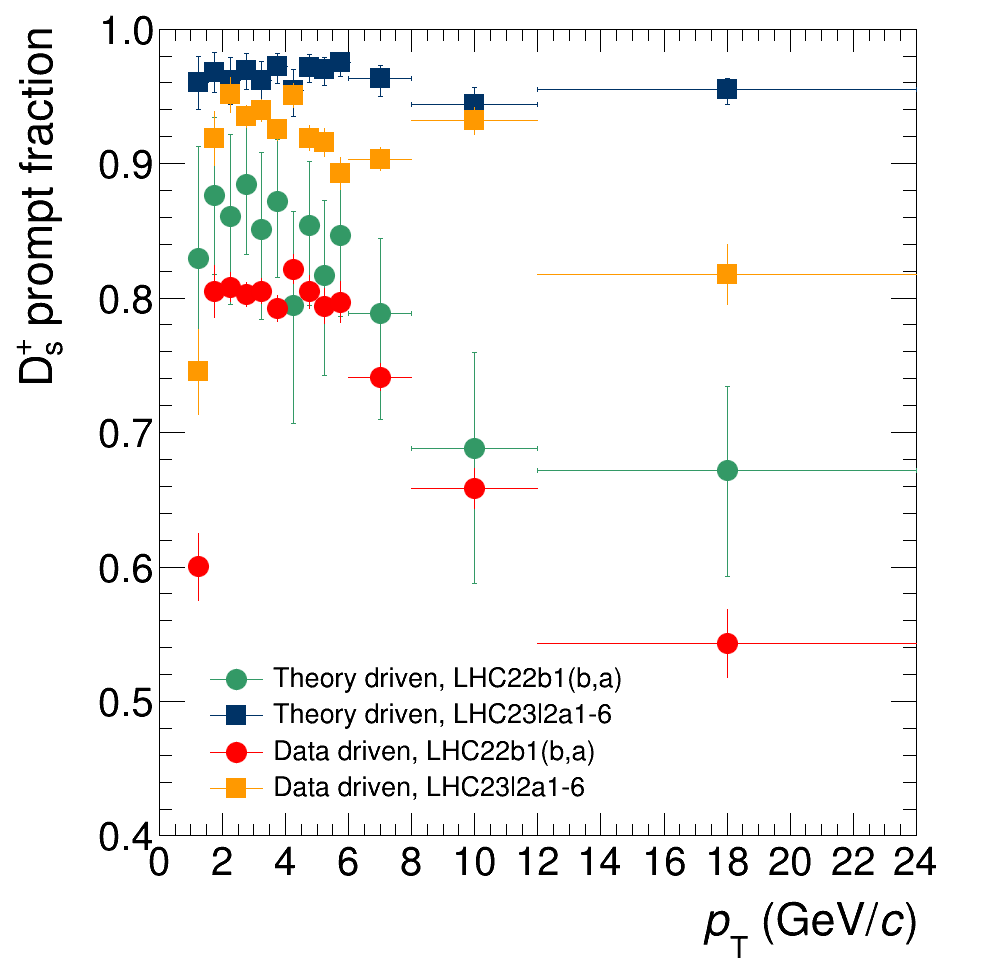 D_s^+ prompt fraction
1.0
0.9
0.8
0.7
0.6
0.5
0.4
Theory driven, LHC22b1(b,a)
Theory driven, LHC23l2a1-6
Data driven, LHC22b1(b,a)
Data driven, LHC23l2a1-6
0 2 4 6 8 10 12 14 16 18 20 22 24
p_T (GeV/c)